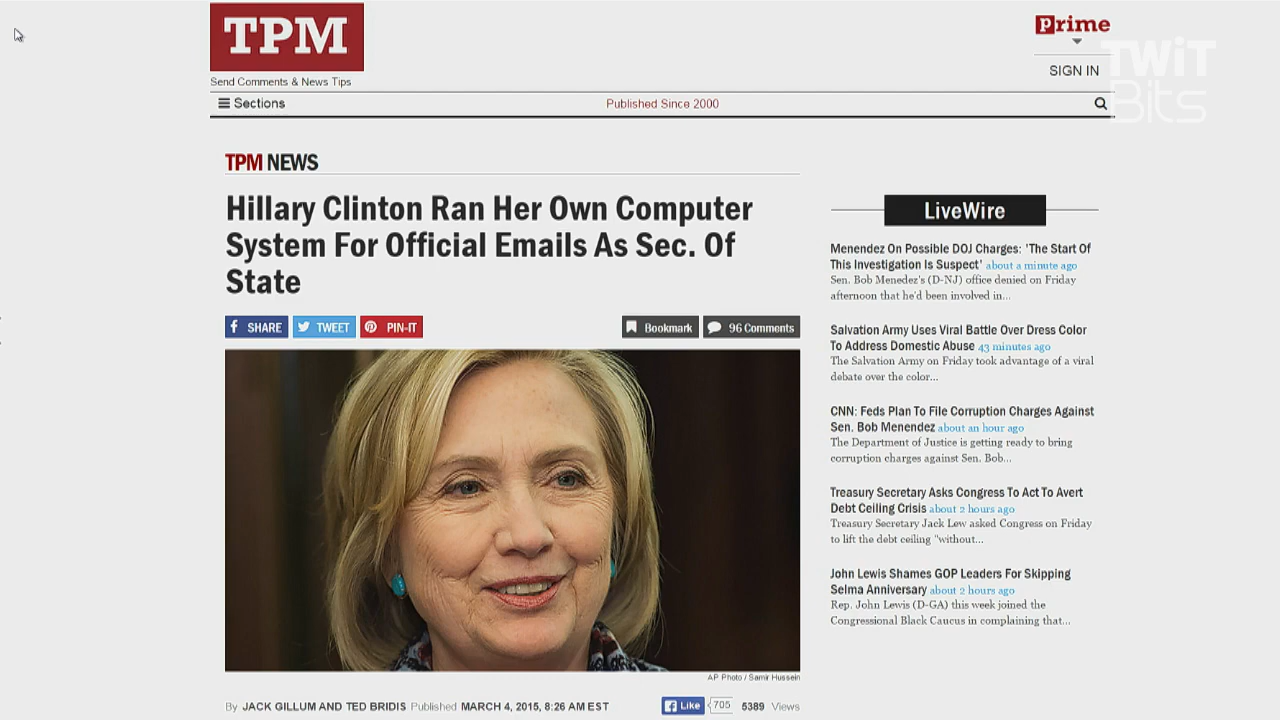 TPM
Send Comments & News Tips
prime
SIGN IN
TWiT
Bits
Sections
Published Since 2000
TPM NEWS
Hillary Clinton Ran Her Own Computer
System For Official Emails As Sec. Of
State
SHARE
TWEET
PIN-IT
Bookmark
96 Comments
AP Photo / Samir Hussein
By JACK GILLUM AND TED BRIDIS Published MARCH 4, 2015, 8:26 AM EST
Like
705
5389 Views
LiveWire
Menendez On Possible DOJ Charges: 'The Start Of
This Investigation Is Suspect' about a minute ago
Sen. Bob Menedez's (D-NJ) office denied on Friday
afternoon that he'd been involved in...
Salvation Army Uses Viral Battle Over Dress Color
To Address Domestic Abuse 43 minutes ago
The Salvation Army on Friday took advantage of a viral
debate over the color...
CNN: Feds Plan To File Corruption Charges Against
Sen. Bob Menendez about an hour ago
The Department of Justice is getting ready to bring
corruption charges against Sen. Bob...
Treasury Secretary Asks Congress To Act To Avert
Debt Ceiling Crisis about 2 hours ago
Treasury Secretary Jack Lew asked Congress on Friday
to lift the debt ceiling "without...
John Lewis Shames GOP Leaders For Skipping
Selma Anniversary about 2 hours ago
Rep. John Lewis (D-GA) this week joined the
Congressional Black Caucus in complaining that...